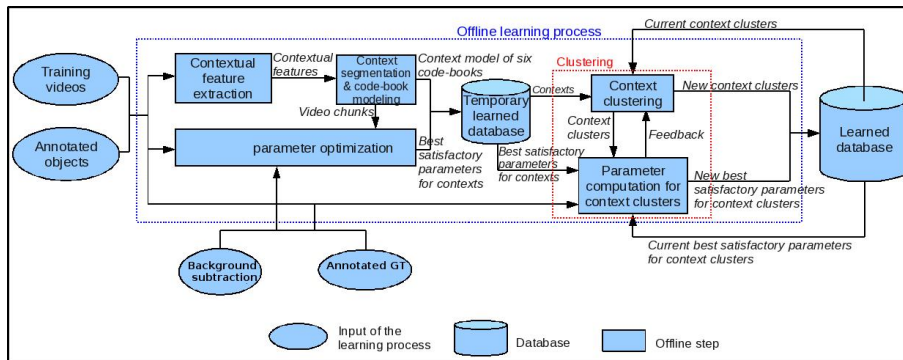 Current context clusters
Offline learning process
Training
videos
Contextual
feature
extraction
Contextual
features
Context
segmentation
& code-book
modeling
Context model of six
code-books
Clustering
Video chunks
Temporary
learned
database
Contexts
Context
clustering
New context clusters
Learned
database
Annotated
objects
parameter optimization
Best
satisfactory
parameters
for contexts
Best satisfactory
parameters
for contexts
Context
clusters
Feedback
Parameter
computation for
context clusters
New best
satisfactory parameters
for context clusters
Background
subtraction
Annotated GT
Current best satisfactory parameters
for context clusters
Input of the
learning process
Database
Offline step